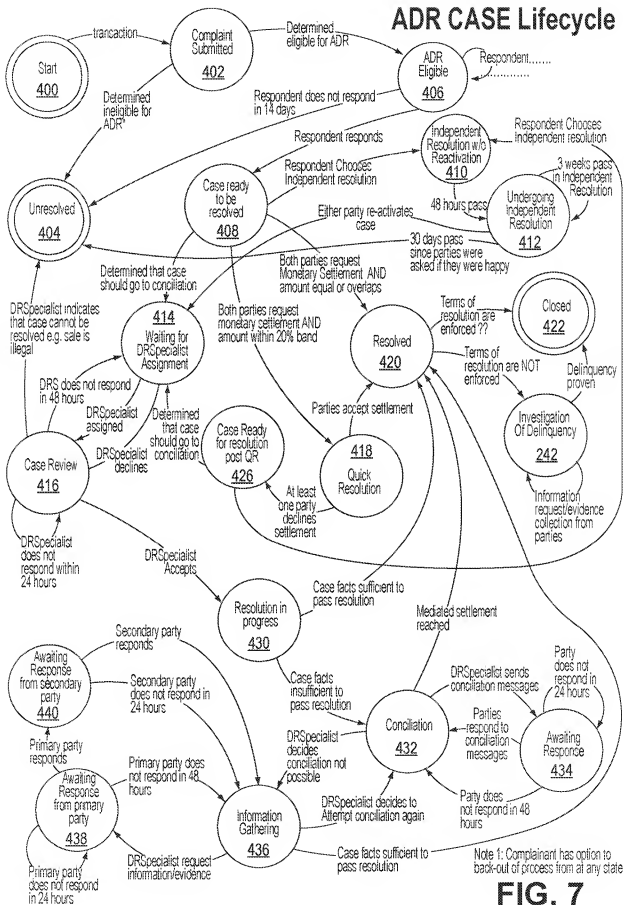 ADR CASE Lifecycle
trancaction
Start
400
Complaint
Submitted
402
Determined
eligible for ADR
ADR
Eligible
406
Respondent.......
..............
Determined
ineligible for
ADR*
Respondent does not respond
in 14 days
Respondent responds
Respondent Chooses
Independent resolution
Independent
Resolution w/o
Reactivation
410
Respondent Chooses
Independent resolution
3 weeks pass
in Independent
Resolution
48 hours pass
Undergoing
Independent
Resolution
412
Unresolved
404
Case ready
to be
resolved
408
Either party re-activates
case
30 days pass
since parties were
asked if they were happy
Determined that case
should go to conciliation
Both parties request
Monetary Settlement AND
amount equal or overlaps
Both parties request
monetary settlement AND
amount within 20% band
DRSpecialist indicates
that case cannot be
resolved e.g. sale is
illegal
414
Waiting for
DRSpecialist
Assignment
Resolved
420
Terms of
resolution are
enforced ??
Closed
422
Terms of
resolution are NOT
enforced
Delinquency
proven
DRS does not respond
in 48 hours
DRSpecialist
assigned
DRSpecialist
declines
Determined that case
should go to
conciliation
Parties accept settlement
Case Ready
for resolution
post QR
426
418
Quick
Resolution
Investigation
Of Delinquency
242
Case Review
416
At least
one party
declines
settlement
Information
request/evidence
collection from
parties
DRSpecialist
does not
respond within
24 hours
DRSpecialist
Accepts
Resolution in
progress
430
Case facts sufficient to
pass resolution
Mediated settlement
reached
Secondary party
responds
Awaiting
Response
from secondary
party
440
Secondary party
does not respond in
24 hours
Case facts
insufficient to
pass resolution
DRSpecialist sends
conciliation messages
Party
does not
respond in
24 hours
Conciliation
432
Parties
respond to
conciliation
messages
Awaiting
Response
434
DRSpecialist
decides
conciliation not
possible
Primary party
responds
Primary party does
not respond in 48
hours
Party does
not respond in 48
hours
Awaiting
Response
from primary
party
438
Information
Gathering
436
DRSpecialist decides to
Attempt conciliation again
DRSpecialist request
information/evidence
Case facts sufficient to
pass resolution
Primary party
does not respond
in 24 hours
Note 1: Complainant has option to
back-out of process from at any state
FIG. 7